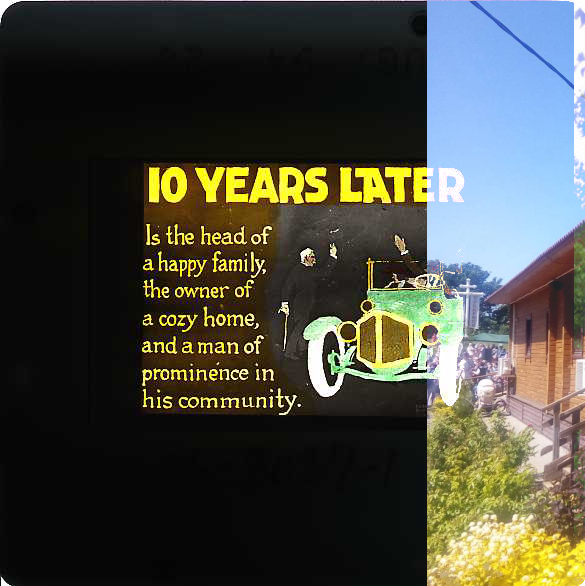 10 YEARS LATER
Is the head of
a happy family,
the owner of
a cozy home,
and a man of
prominence in
his community.